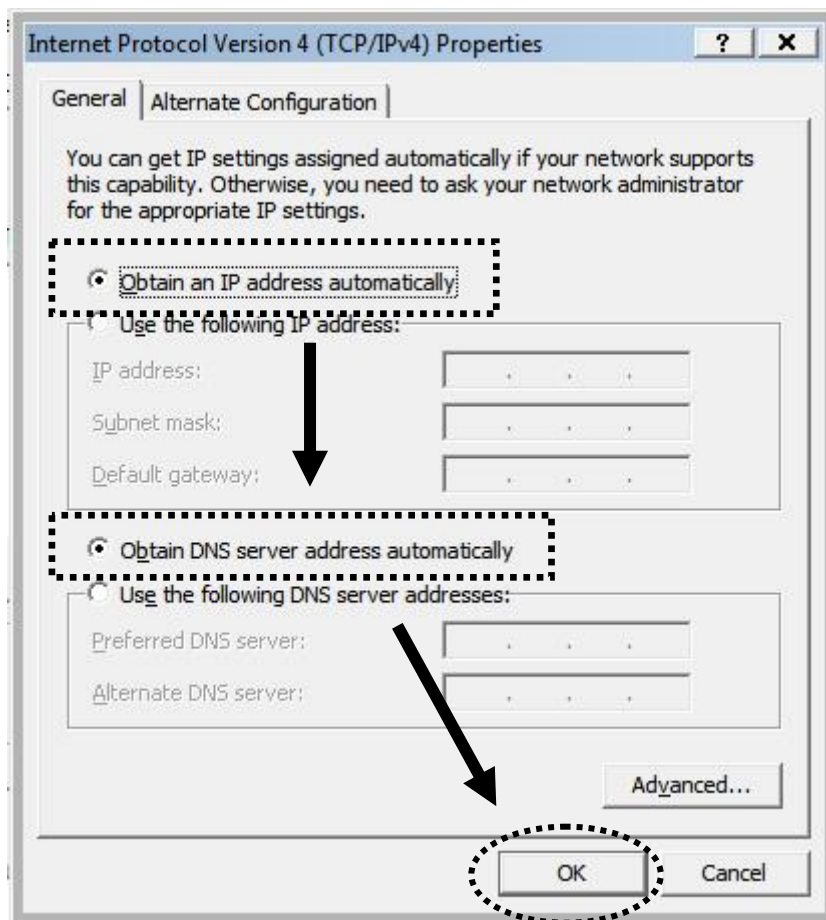 Internet Protocol Version 4 (TCP/IPv4) Properties
General
Alternate Configuration
You can get IP settings assigned automatically if your network supports
this capability. Otherwise, you need to ask your network administrator
for the appropriate IP settings.
Obtain an IP address automatically
Use the following IP address:
IP address:
Subnet mask:
Default gateway:
Obtain DNS server address automatically
Use the following DNS server addresses:
Preferred DNS server:
Alternate DNS server:
Advanced...
OK
Cancel